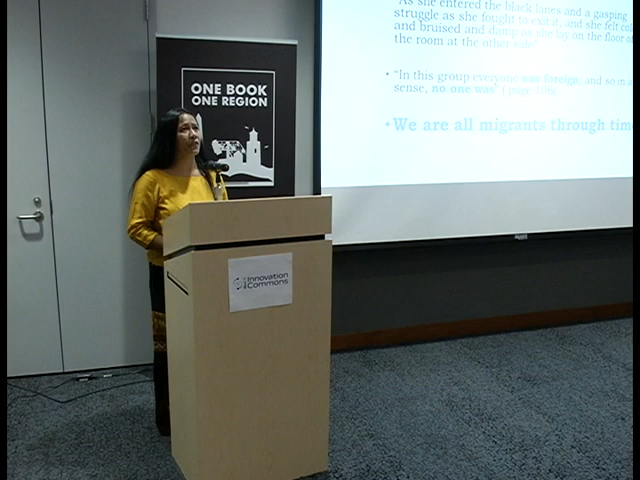 "As she entered the black lanes and a gasping
struggle as she fought to exit it, and she felt
and bruised and damp as she lay on the floor of
the room at the other side"
• "In this group everyone was foreign, and so in a
sense, no one was"
• We are all migrants through tim
ONE BOOK
ONE REGION
Innovation
Commons